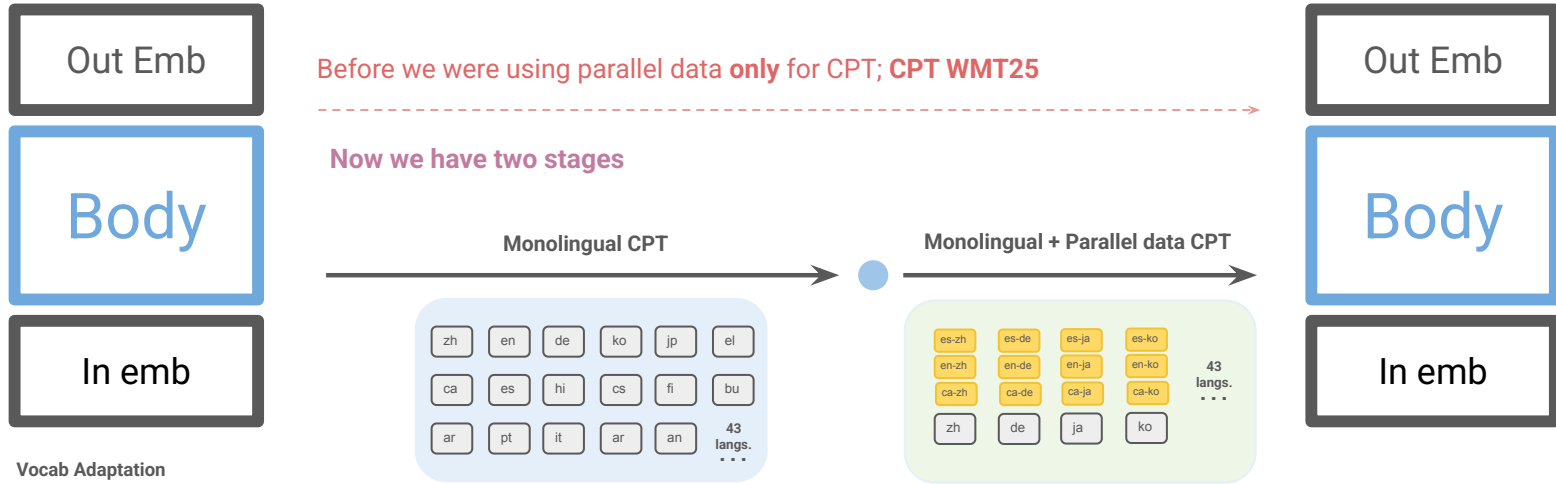 Out Emb
Body
In emb
Vocab Adaptation
Before we were using parallel data only for CPT; CPT WMT25
Now we have two stages
Monolingual CPT
zh en de ko jp el
ca es hi cs fi bu
ar pt it ar an 43 langs. ...
Monolingual + Parallel data CPT
es-zh es-de es-ja es-ko
en-zh en-de en-ja en-ko
ca-zh ca-de ca-ja ca-ko
zh de ja ko
43
langs.
...
Out Emb
Body
In emb